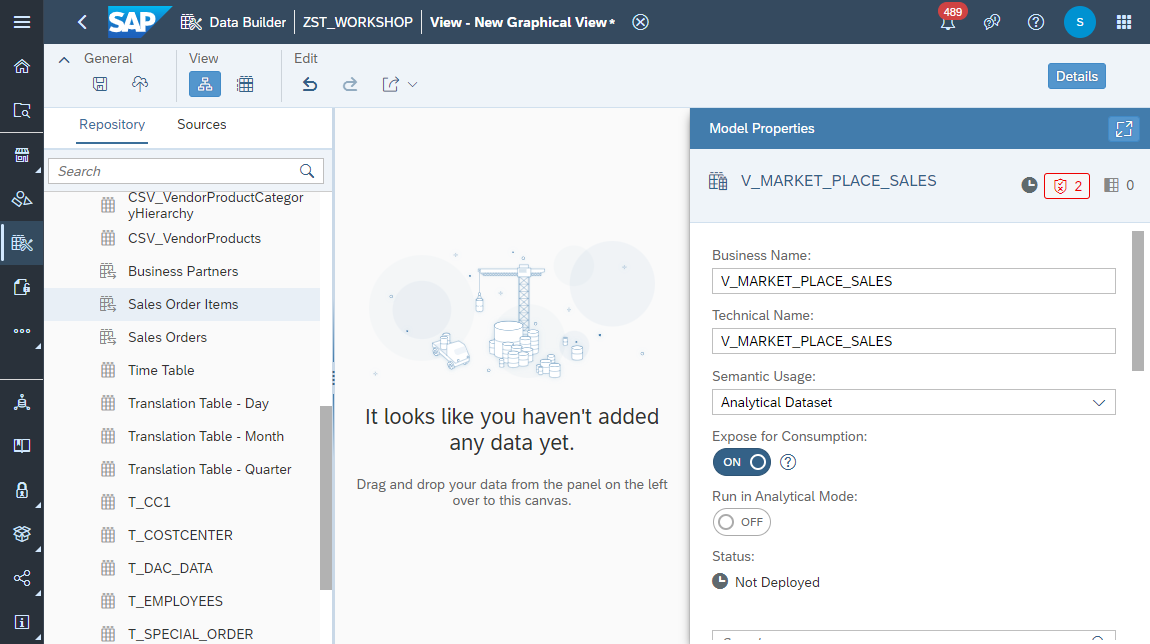 SAP
Data Builder
ZST_WORKSHOP
View - New Graphical View*
489
S
General
View
Edit
Details
Repository
Sources
Search
CSV_VendorProductCategor
yHierarchy
CSV_VendorProducts
Business Partners
Sales Order Items
Sales Orders
Time Table
Translation Table - Day
Translation Table - Month
Translation Table - Quarter
T_CC1
T_COSTCENTER
T_DAC_DATA
T_EMPLOYEES
T_SPECIAL_ORDER
It looks like you haven't added
any data yet.
Drag and drop your data from the panel on the left
over to this canvas.
Model Properties
V_MARKET_PLACE_SALES
2
0
Business Name:
V_MARKET_PLACE_SALES
Technical Name:
V_MARKET_PLACE_SALES
Semantic Usage:
Analytical Dataset
Expose for Consumption:
ON
Run in Analytical Mode:
OFF
Status:
Not Deployed